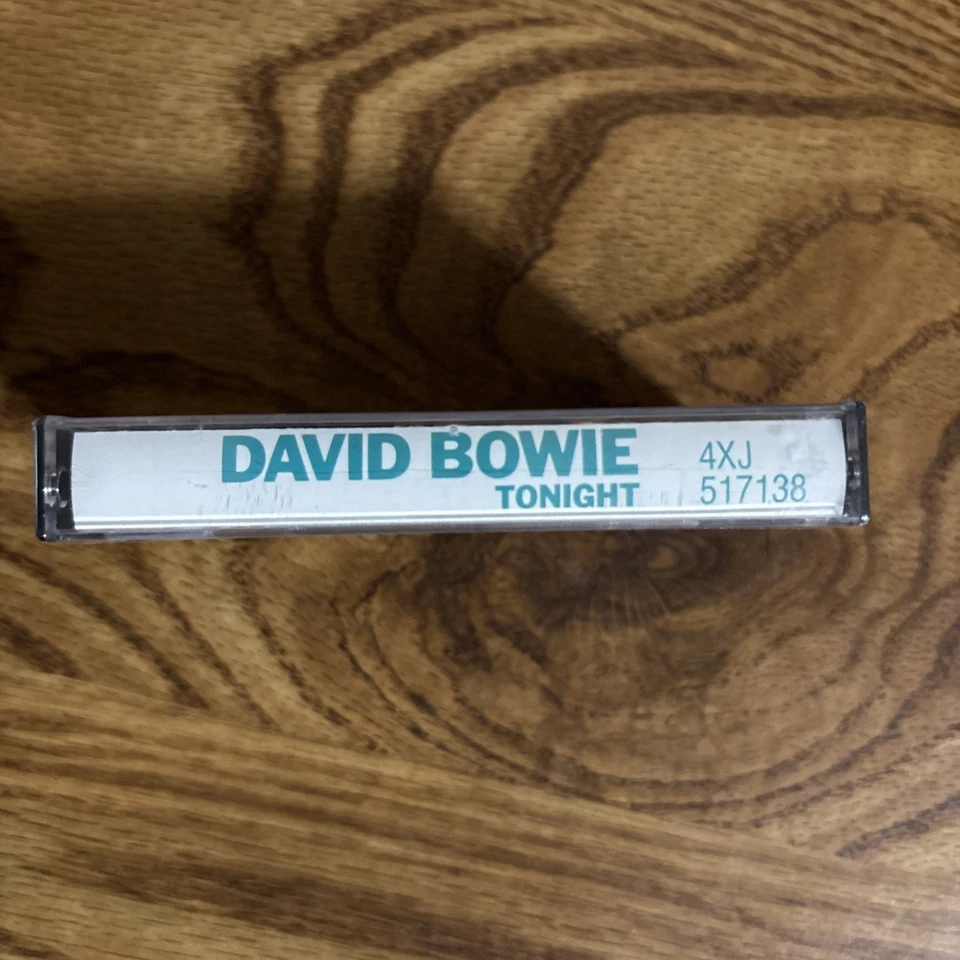 DAVID BOWIE
TONIGHT
4XJ
517138